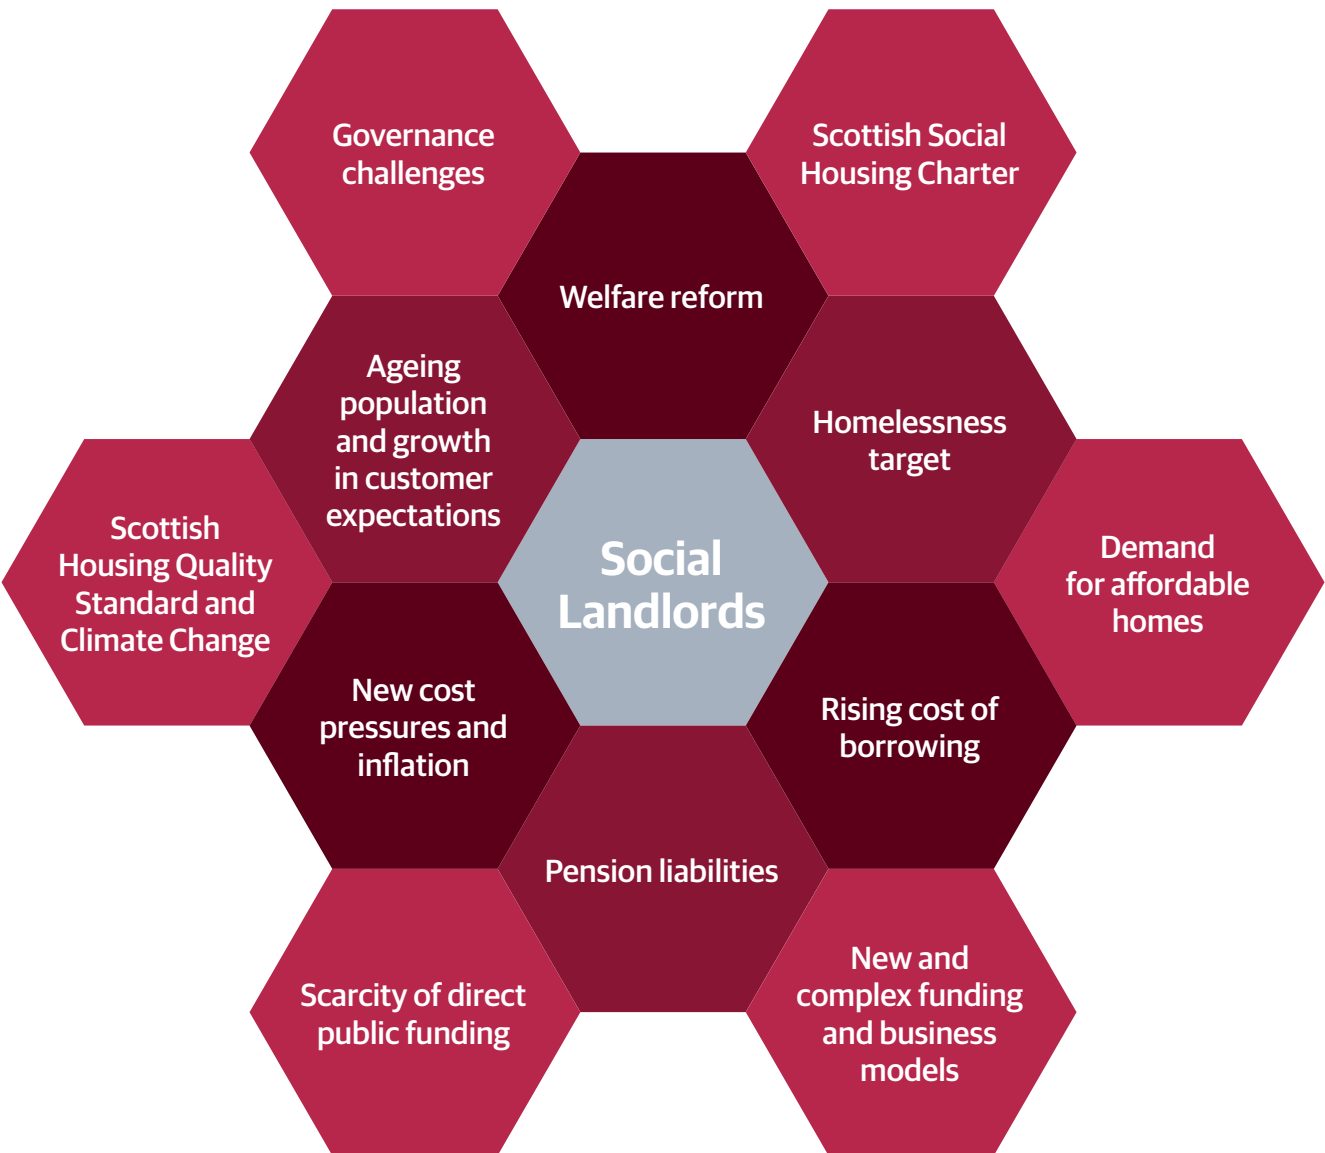 Governance
challenges
Scottish Social
Housing Charter
Welfare reform
Ageing
population
and growth
in customer
expectations
Homelessness
target
Scottish
Housing Quality
Standard and
Climate Change
Social
Landlords
Demand
for affordable
homes
New cost
pressures and
inflation
Rising cost of
borrowing
Pension liabilities
Scarcity of direct
public funding
New and
complex funding
and business
models